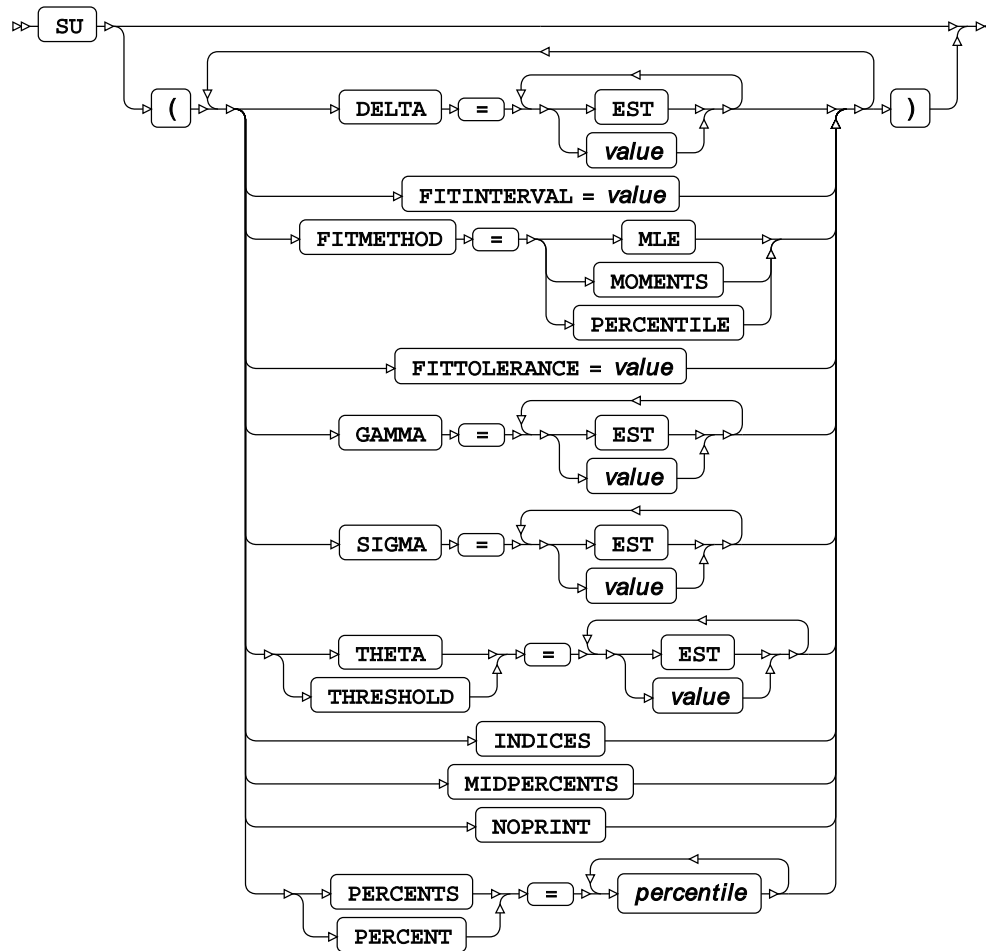 SU
( DELTA = EST )
value
FITINTERVAL = value
FITMETHOD = MLE
MOMENTS
PERCENTILE
FITTOLERANCE = value
GAMMA = EST
value
SIGMA = EST
value
THETA = EST
THRESHOLD value
INDICES
MIDPERCENTS
NOPRINT
PERCENTS = percentile
PERCENT